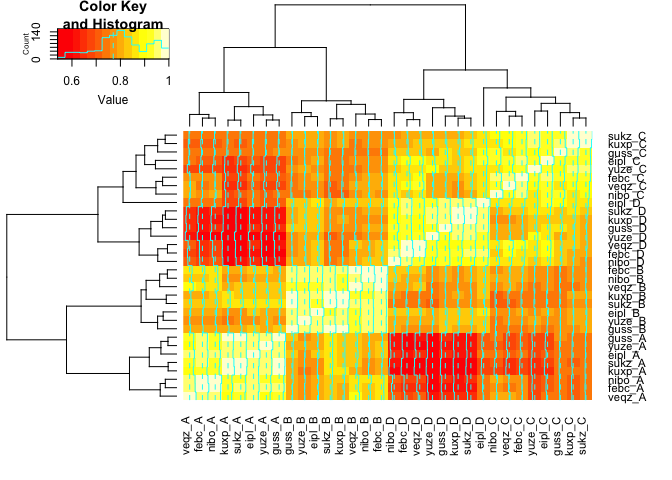 Color Key
and Histogram
Count
0
140
0.6
0.8
1
Value
sukz_C
kuxp_C
guss_C
eipl_C
yuze_C
febc_C
veqz_C
nibo_C
eipl_D
sukz_D
kuxp_D
guss_D
yuze_D
veqz_D
febc_D
nibo_D
febc_B
nibo_B
veqz_B
kuxp_B
sukz_B
eipl_B
yuze_B
guss_B
guss_A
yuze_A
eipl_A
sukz_A
kuxp_A
nibo_A
febc_A
veqz_A
veqz_A
febc_A
nibo_A
kuxp_A
sukz_A
eipl_A
yuze_A
guss_A
guss_B
yuze_B
eipl_B
sukz_B
kuxp_B
veqz_B
nibo_B
febc_B
nibo_D
febc_D
veqz_D
yuze_D
guss_D
kuxp_D
sukz_D
eipl_D
nibo_C
veqz_C
febc_C
yuze_C
eipl_C
guss_C
kuxp_C
sukz_C